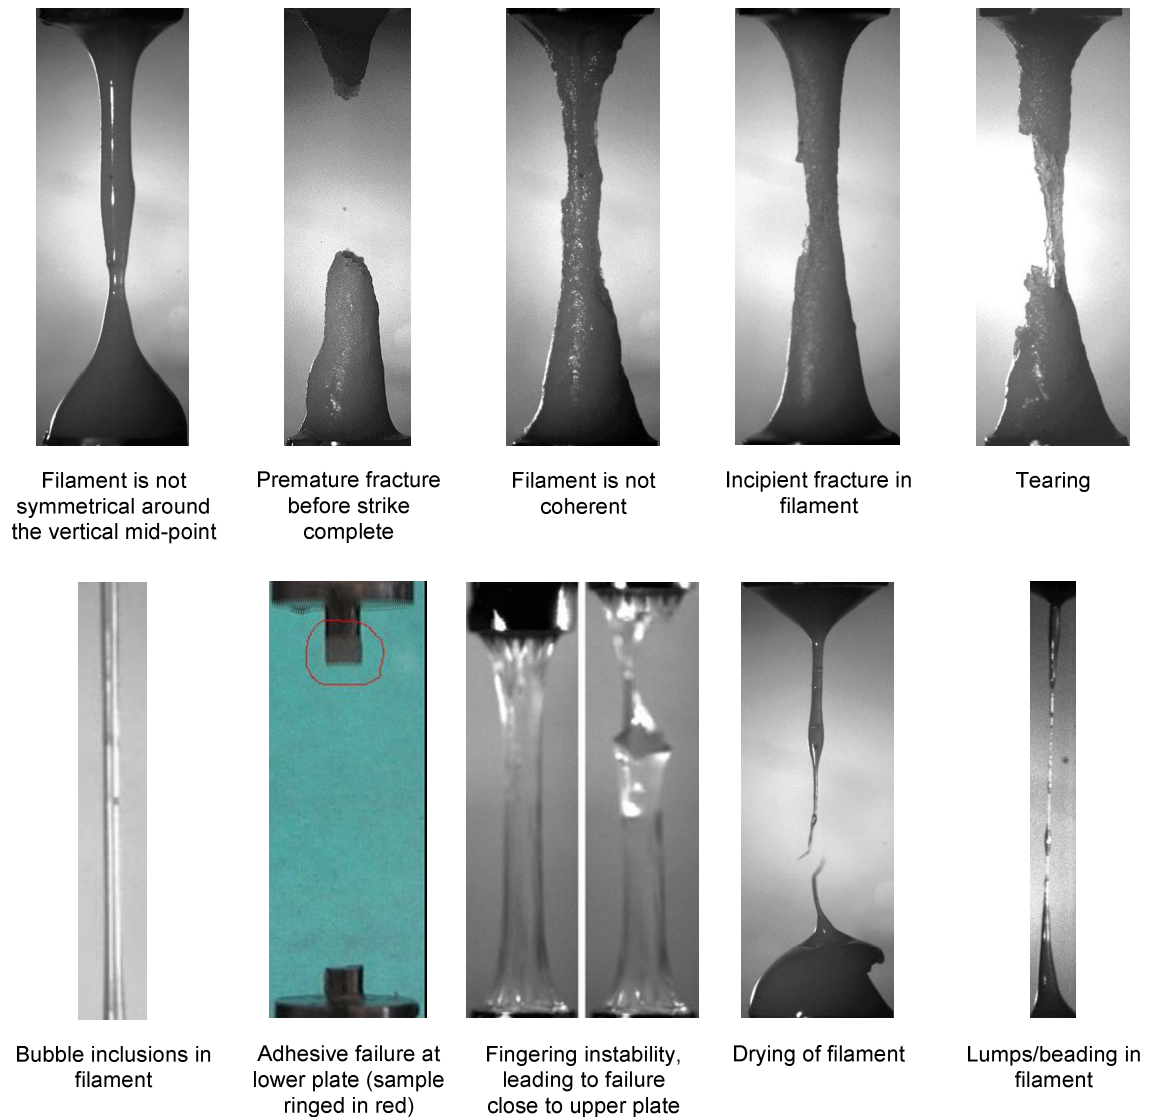 Filament is not
symmetrical around
the vertical mid-point
Premature fracture
before strike
complete
Filament is not
coherent
Incipient fracture in
filament
Tearing
Bubble inclusions in
filament
Adhesive failure at
lower plate (sample
ringed in red)
Fingering instability,
leading to failure
close to upper plate
Drying of filament
Lumps/beading in
filament